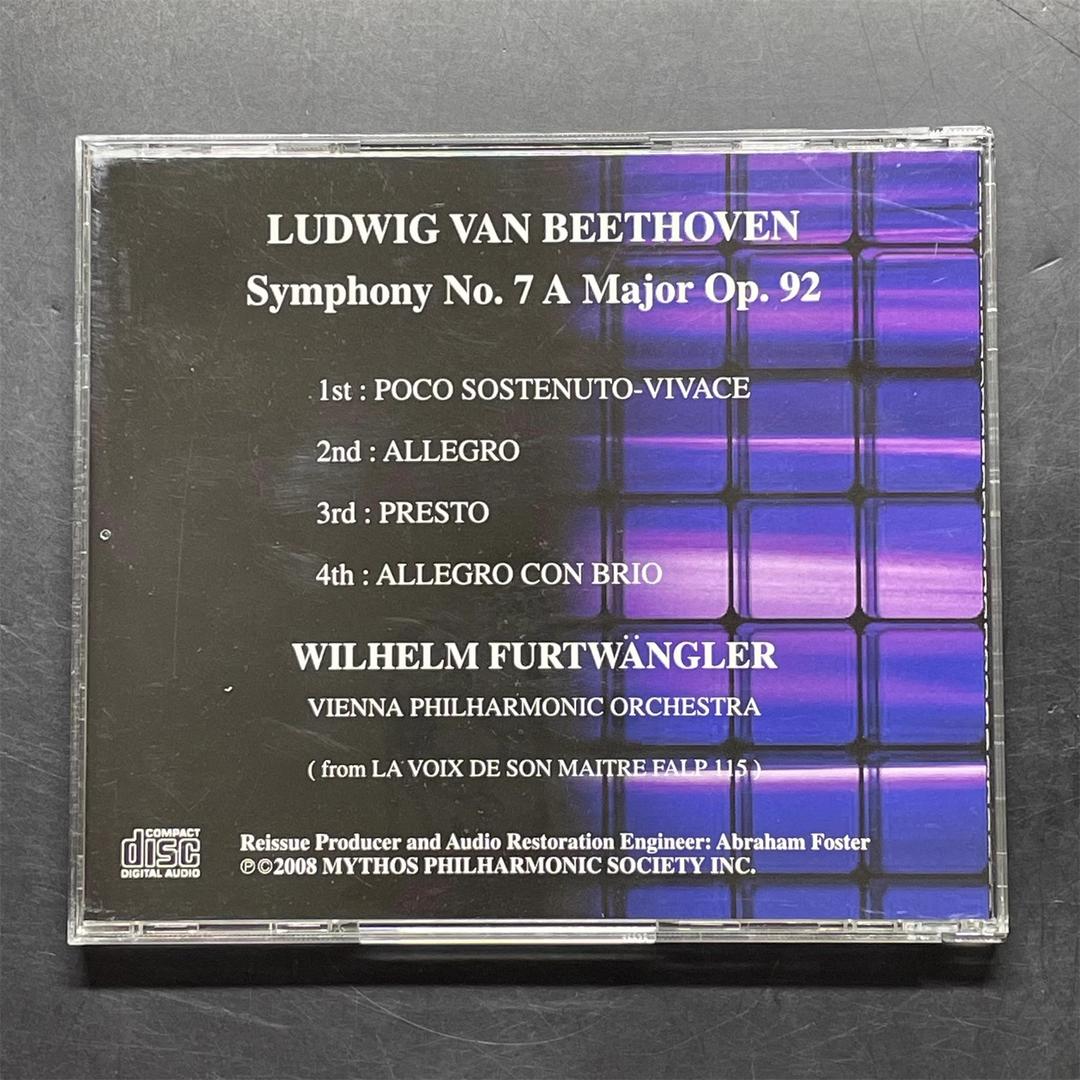 LUDWIG VAN BEETHOVEN
Symphony No. 7 A Major Op. 92
1st : POCO SOSTENUTO-VIVACE
2nd : ALLEGRO
3rd : PRESTO
4th : ALLEGRO CON BRIO
WILHELM FURTWÄNGLER
VIENNA PHILHARMONIC ORCHESTRA
( from LA VOIX DE SON MAITRE FALP 115 )
COMPACT
disc
DIGITAL AUDIO
Reissue Producer and Audio Restoration Engineer: Abraham Foster
℗©2008 MYTHOS PHILHARMONIC SOCIETY INC.